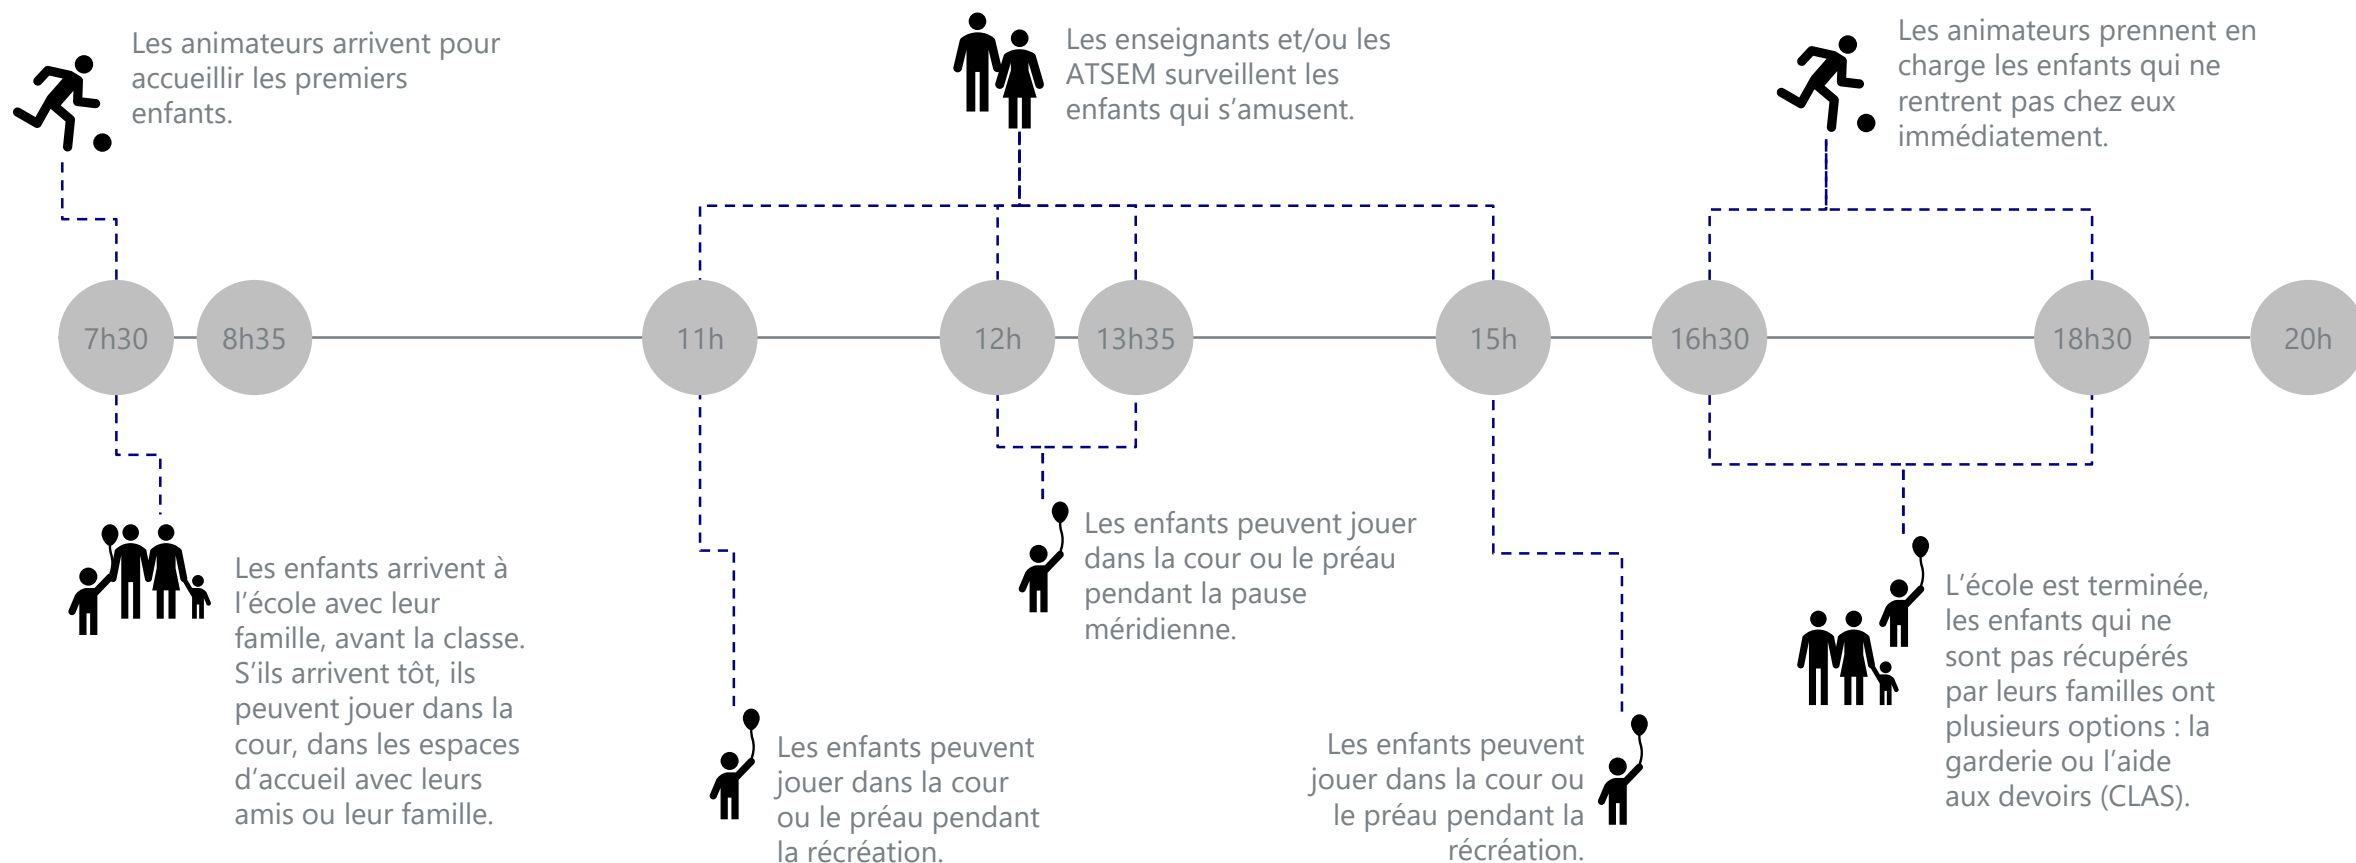 Les animateurs arrivent pour
accueillir les premiers
enfants.
Les enseignants et/ou les
ATSEM surveillent les
enfants qui s’amusent.
Les animateurs prennent en
charge les enfants qui ne
rentrent pas chez eux
immédiatement.
7h30
8h35
11h
12h
13h35
15h
16h30
18h30
20h
Les enfants arrivent à
l’école avec leur
famille, avant la classe.
S’ils arrivent tôt, ils
peuvent jouer dans la
cour, dans les espaces
d’accueil avec leurs
amis ou leur famille.
Les enfants peuvent
jouer dans la cour
ou le préau pendant
la récréation.
Les enfants peuvent jouer
dans la cour ou le préau
pendant la pause
méridienne.
Les enfants peuvent
jouer dans la cour ou
le préau pendant la
récréation.
L’école est terminée,
les enfants qui ne
sont pas récupérés
par leurs familles ont
plusieurs options : la
garderie ou l’aide
aux devoirs (CLAS).